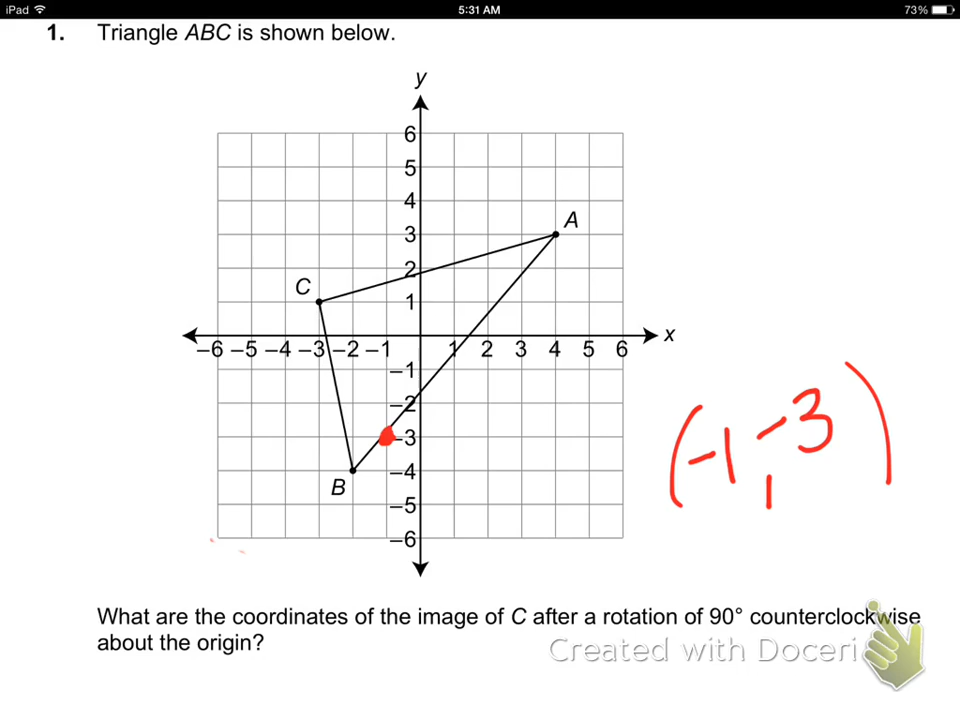 iPad 5:31 AM 73%
1. Triangle ABC is shown below.
y
6
5
4
A
3
2
C
1
x
–6 –5 –4 –3 –2 –1 1 2 3 4 5 6
–1
–2
(-1, -3)
–3
–4
B
–5
–6
What are the coordinates of the image of C after a rotation of 90° counterclockwise
about the origin?
Created with Doceri